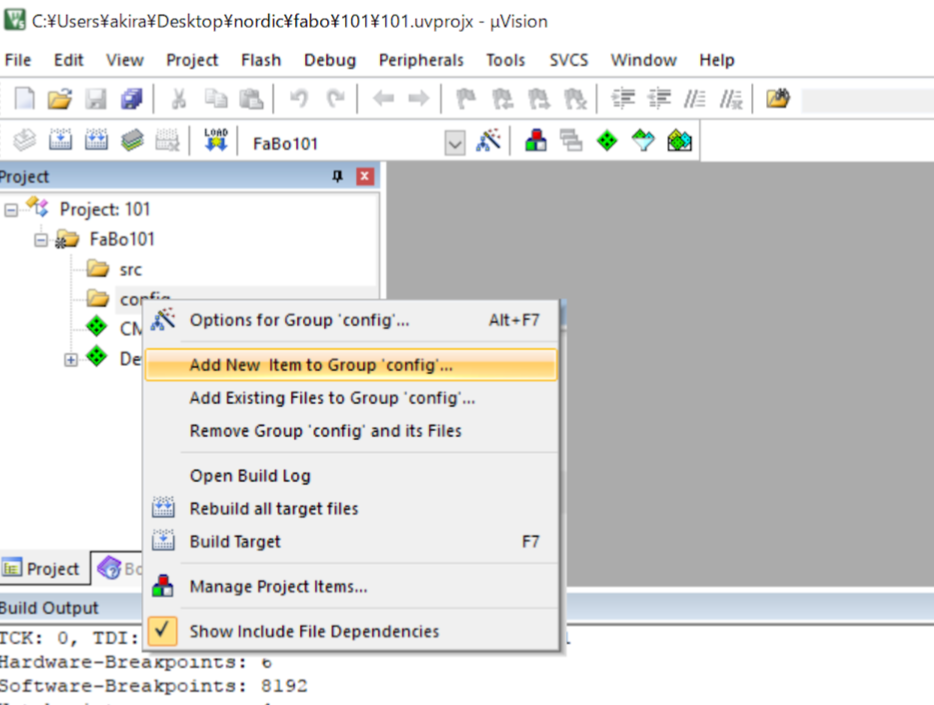 C:¥Users¥akira¥Desktop¥nordic¥fabo¥101¥101.uvprojx - µVision
File Edit View Project Flash Debug Peripherals Tools SVCS Window Help
LOAD FaBo101
Project
Project: 101
FaBo101
src
config
Options for Group 'config'... Alt+F7
Add New  Item to Group 'config'...
Add Existing Files to Group 'config'...
Remove Group 'config' and its Files
Open Build Log
Rebuild all target files
Build Target F7
Manage Project Items...
Show Include File Dependencies
Project
Build Output
TCK: 0, TDI:
Hardware-Breakpoints: 6
Software-Breakpoints: 8192